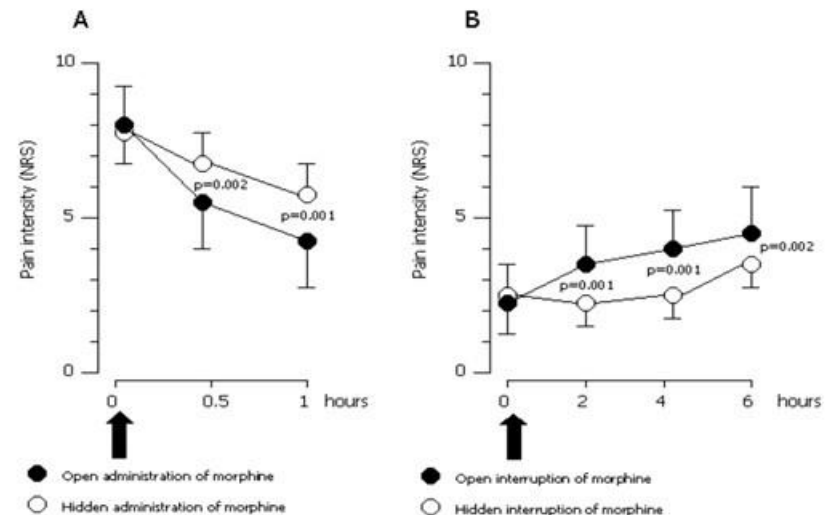 A
10
Pain intensity (NRS)
5
0
p=0.002
p=0.001
0
0.5
1
hours
Open administration of morphine
Hidden administration of morphine
B
10
Pain intensity (NRS)
5
0
p=0.001
p=0.001
p=0.002
0
2
4
6
hours
Open interruption of morphine
Hidden interruption of morphine